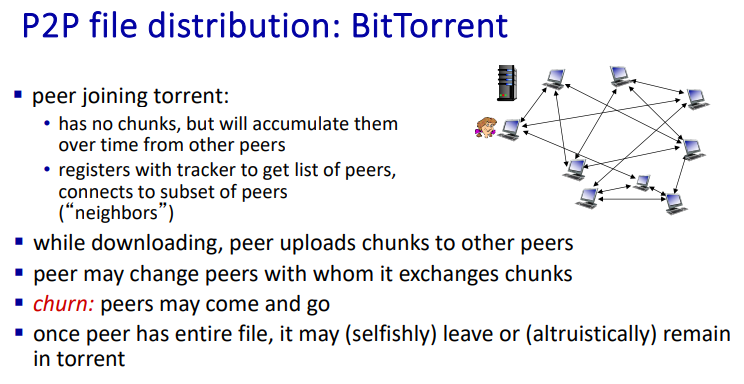 P2P file distribution: BitTorrent
▪ peer joining torrent:
• has no chunks, but will accumulate them
over time from other peers
• registers with tracker to get list of peers,
connects to subset of peers
(“neighbors”)
▪ while downloading, peer uploads chunks to other peers
▪ peer may change peers with whom it exchanges chunks
▪ churn: peers may come and go
▪ once peer has entire file, it may (selfishly) leave or (altruistically) remain
in torrent